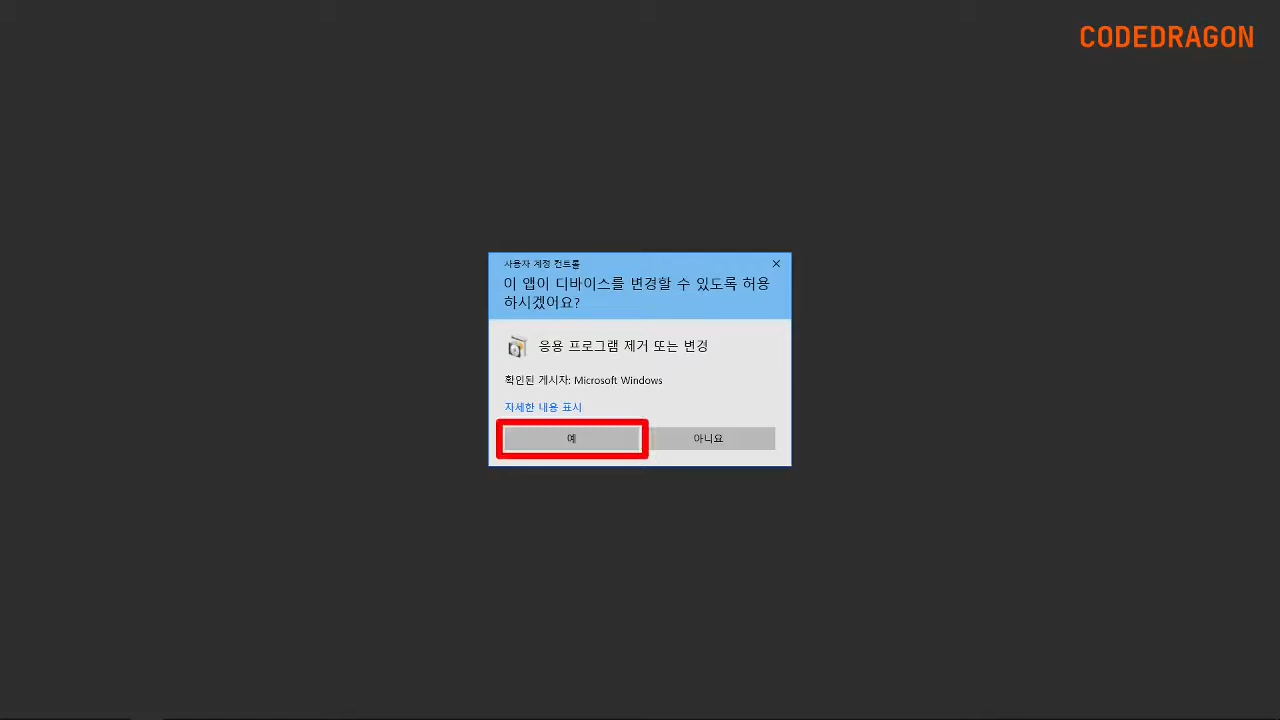 CODEDRAGON
사용자 계정 컨트롤
이 앱이 디바이스를 변경할 수 있도록 허용
하시겠어요?
응용 프로그램 제거 또는 변경
확인된 게시자: Microsoft Windows
자세한 내용 표시
예
아니요